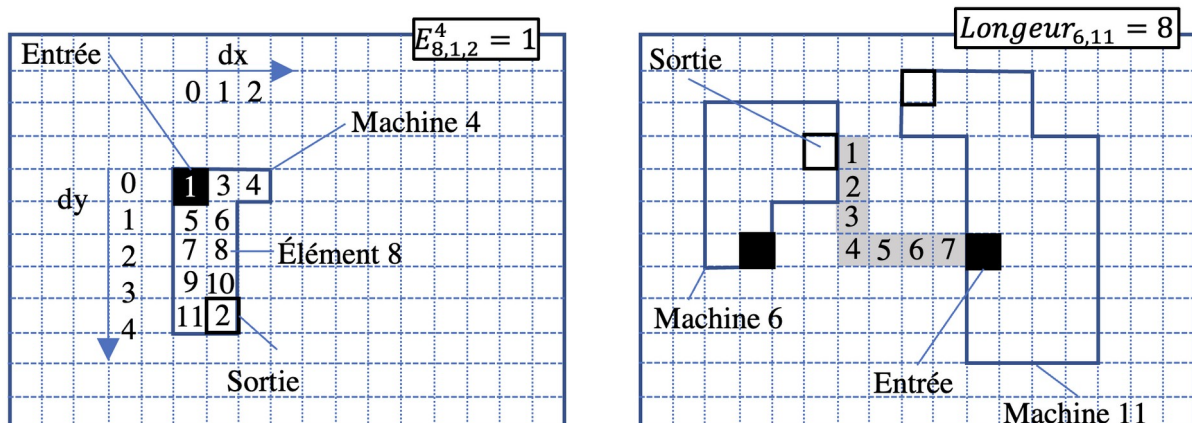 E^4_{8,1,2} = 1
Entrée
dx
0 1 2
Machine 4
dy
0
1
2
3
4
1 3 4
5 6
7 8
9 10
11 2
Élément 8
Sortie
Longeur_{6,11} = 8
Sortie
1
2
3
4 5 6 7
Machine 6
Entrée
Machine 11